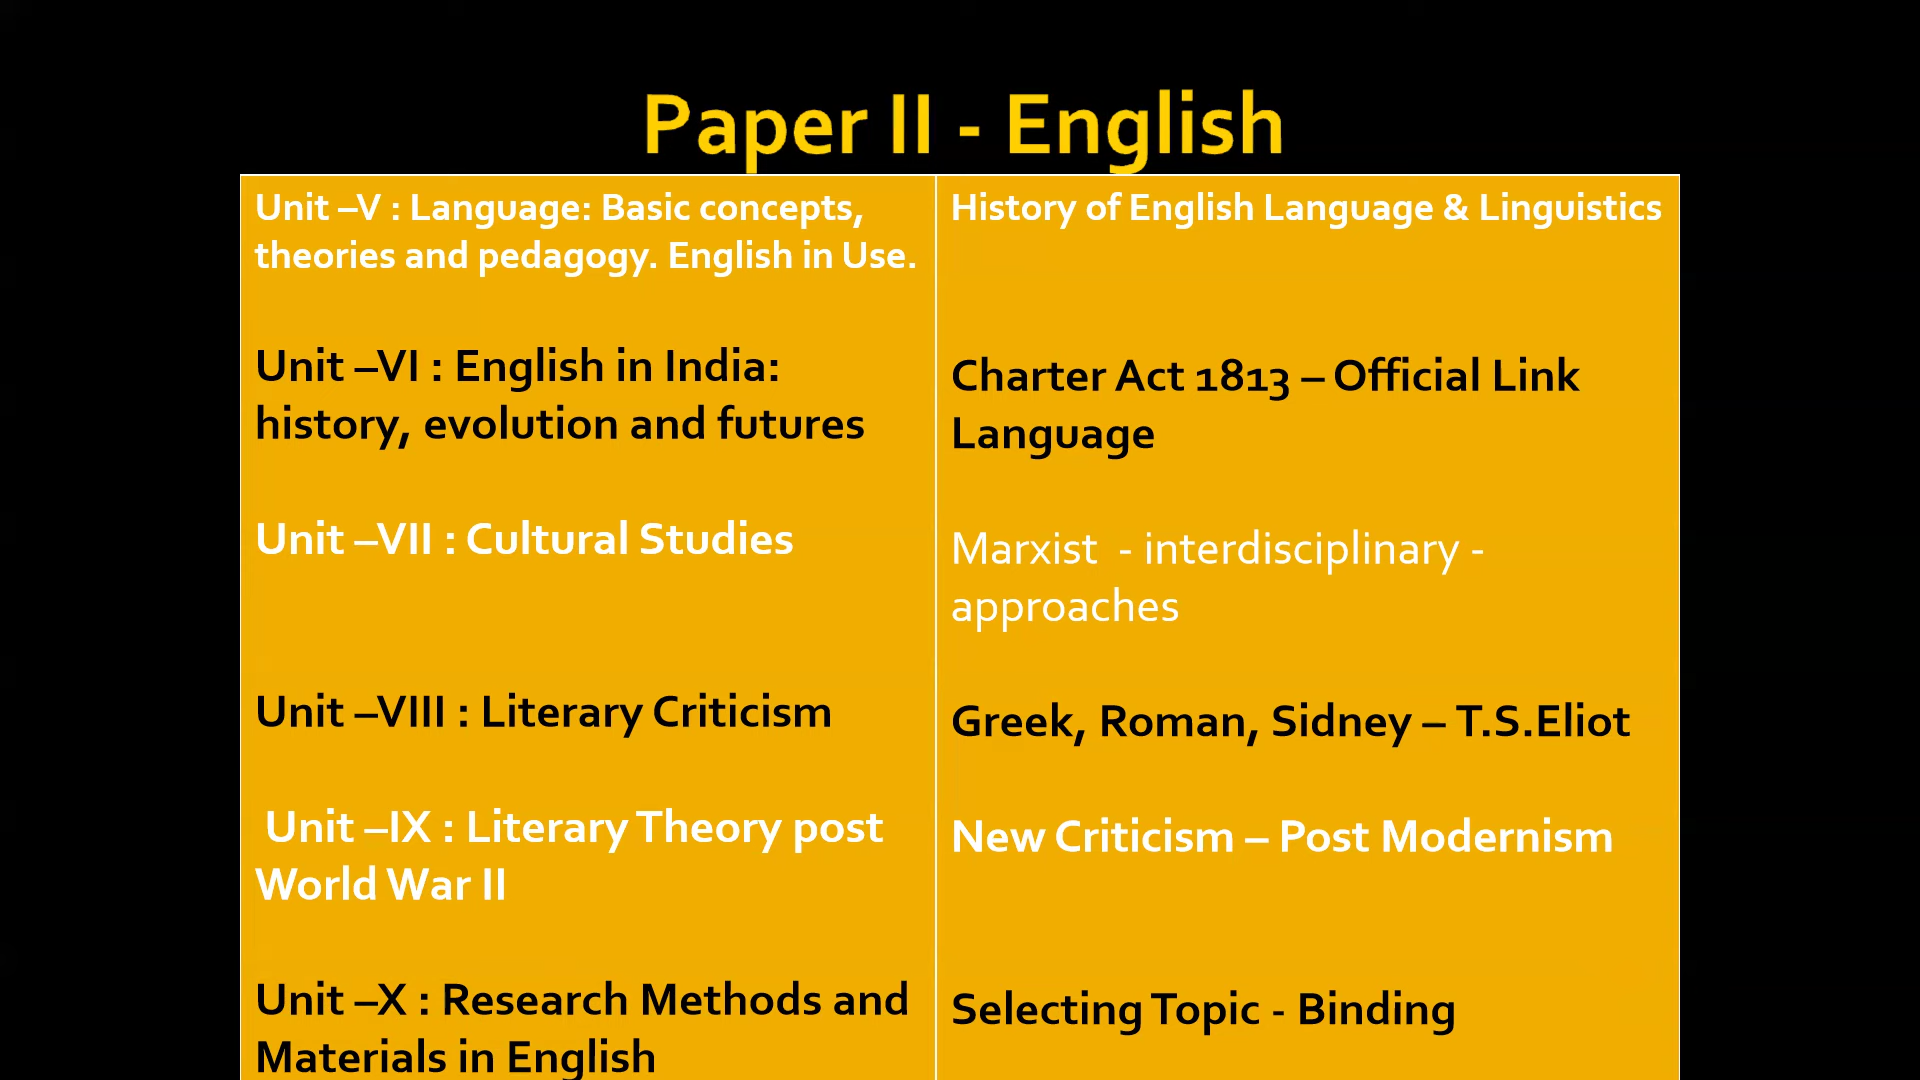 Paper II - English
Unit –V : Language: Basic concepts,
theories and pedagogy. English in Use.
History of English Language & Linguistics
Unit –VI : English in India:
history, evolution and futures
Charter Act 1813 – Official Link
Language
Unit –VII : Cultural Studies
Marxist  - interdisciplinary -
approaches
Unit –VIII : Literary Criticism
Greek, Roman, Sidney – T.S.Eliot
Unit –IX : Literary Theory post
World War II
New Criticism – Post Modernism
Unit –X : Research Methods and
Materials in English
Selecting Topic - Binding